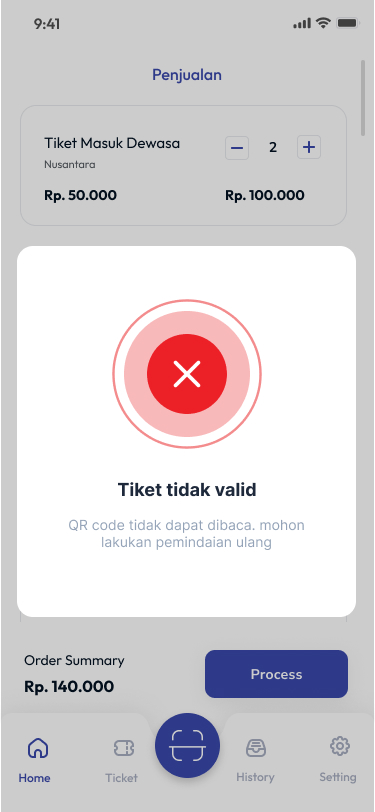 9:41
Penjualan
Tiket Masuk Dewasa
2
Nusantara
Rp. 50.000
Rp. 100.000
Tiket tidak valid
QR code tidak dapat dibaca. mohon
lakukan pemindaian ulang
Order Summary
Rp. 140.000
Process
Home
Ticket
History
Setting